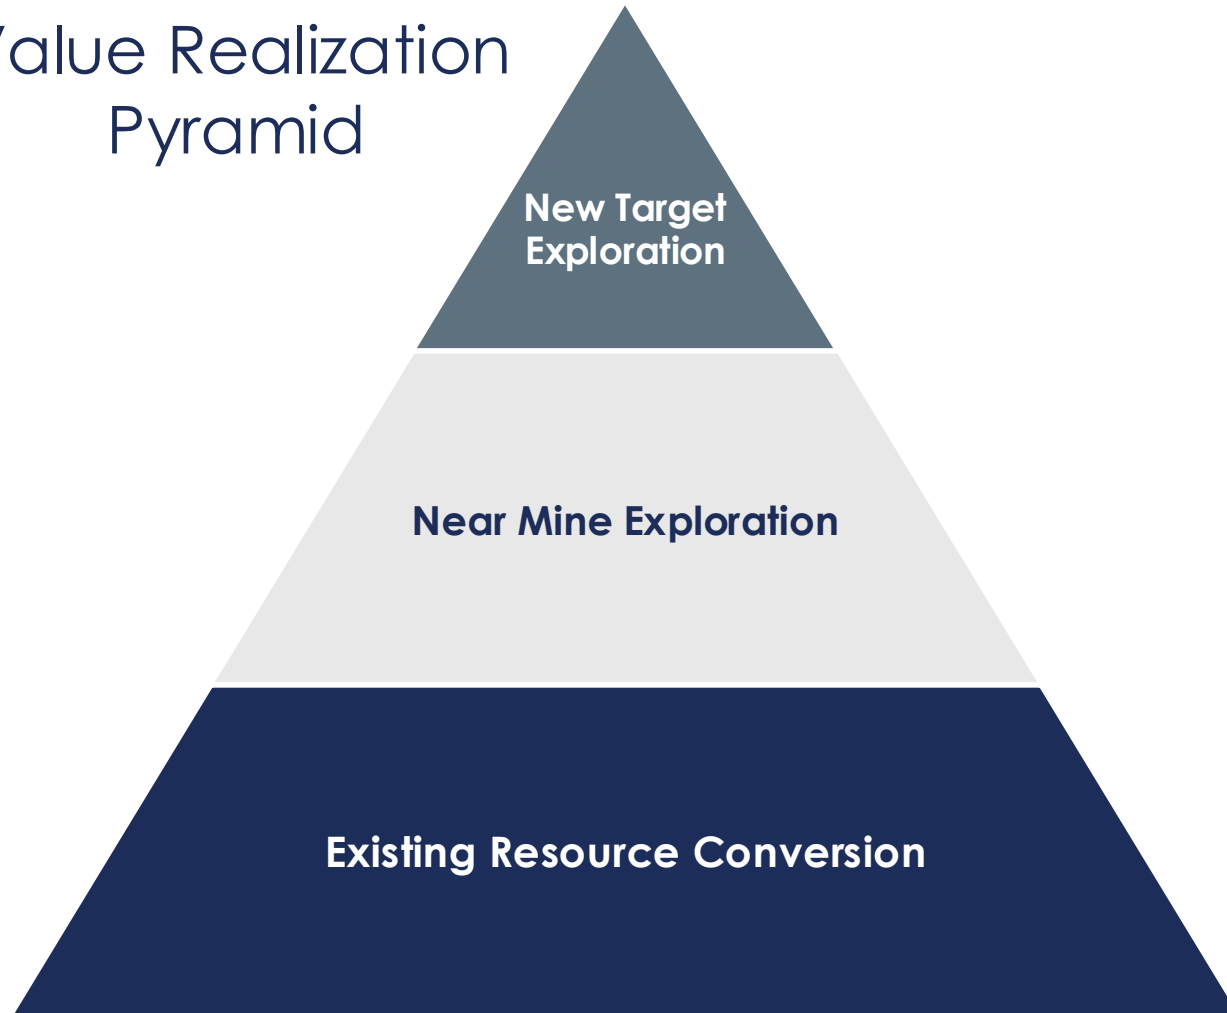 Value Realization
Pyramid
New Target
Exploration
Near Mine Exploration
Existing Resource Conversion